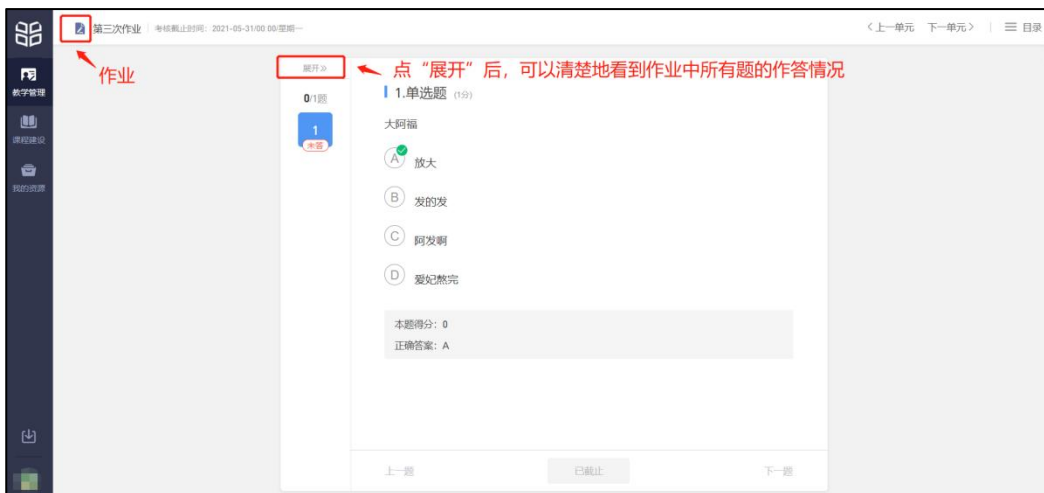 第三次作业 考核截止时间：2021-05-31/00:00/星期一
〈上一单元 下一单元〉 目录
作业
展开》
点“展开”后，可以清楚地看到作业中所有题的作答情况
教学管理
课程建设
我的资源
0/1题
1
未答
1.单选题 (1分)
大阿福
A 放大
B 发的发
C 阿发啊
D 爱妃熬完
本题得分：0
正确答案：A
上一题 已截止 下一题